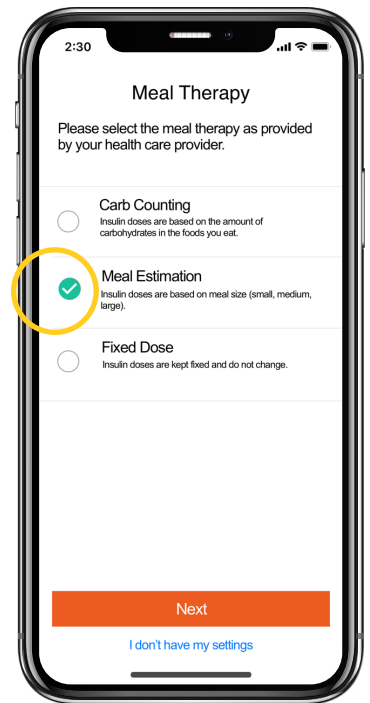 2:30
Meal Therapy
Please select the meal therapy as provided
by your health care provider.
Carb Counting
Insulin doses are based on the amount of
carbohydrates in the foods you eat.
Meal Estimation
Insulin doses are based on meal size (small, medium,
large).
Fixed Dose
Insulin doses are kept fixed and do not change.
Next
I don't have my settings